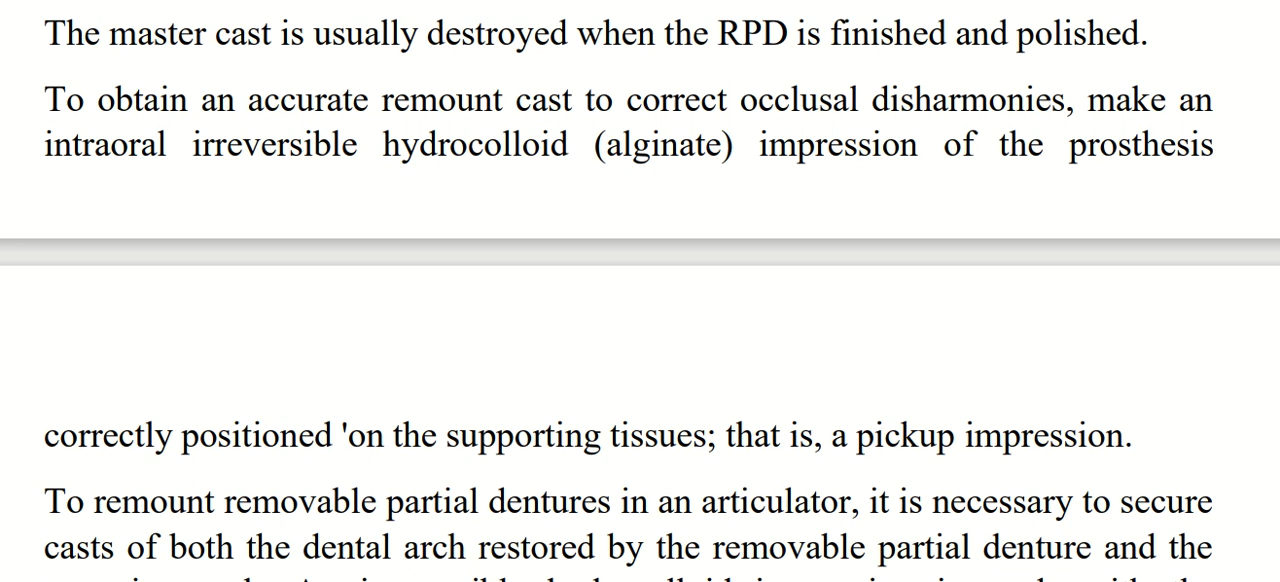 The master cast is usually destroyed when the RPD is finished and polished.
To obtain an accurate remount cast to correct occlusal disharmonies, make an
intraoral irreversible hydrocolloid (alginate) impression of the prosthesis
correctly positioned 'on the supporting tissues; that is, a pickup impression.
To remount removable partial dentures in an articulator, it is necessary to secure
casts of both the dental arch restored by the removable partial denture and the